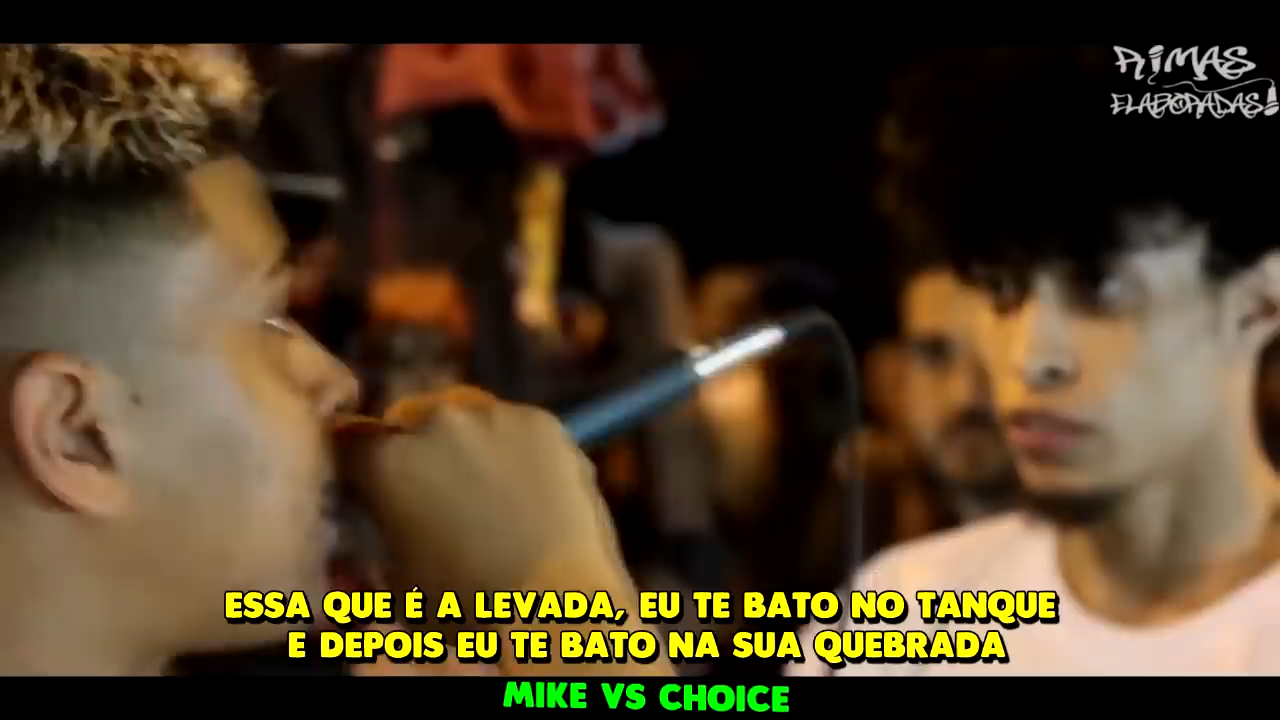 RIMAS
ELABORADAS!
ESSA QUE É A LEVADA, EU TE BATO NO TANQUE
E DEPOIS EU TE BATO NA SUA QUEBRADA
MIKE VS CHOICE